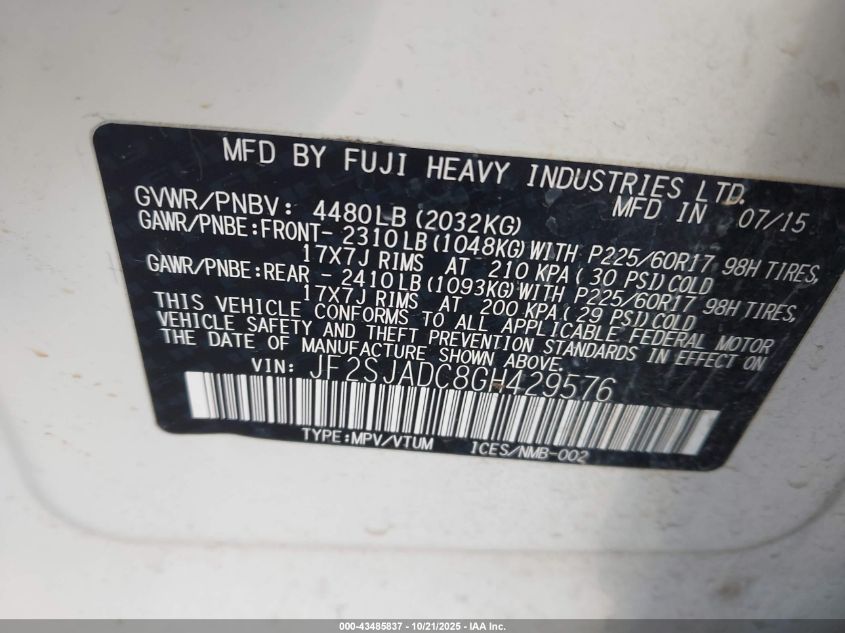 MFD BY FUJI HEAVY INDUSTRIES LTD.
GVWR/PNBV: 4480LB(2032KG) MFD IN 07/15
GAWR/PNBE:FRONT- 2310LB(1048KG)WITH P225/60R17 98H TIRES,
17X7J RIMS AT 210 KPA( 30 PSI)COLD
GAWR/PNBE:REAR - 2410LB(1093KG)WITH P225/60R17 98H TIRES,
17X7J RIMS AT 200 KPA( 29 PSI)COLD
THIS VEHICLE CONFORMS TO ALL APPLICABLE FEDERAL MOTOR
VEHICLE SAFETY AND THEFT PREVENTION STANDARDS IN EFFECT ON
THE DATE OF MANUFACTURE SHOWN ABOVE.
VIN: JF2SJADC8GH429576
TYPE:MPV/VTUM ICES/NMB-002
000-43485837 - 10/21/2025 - IAA Inc.